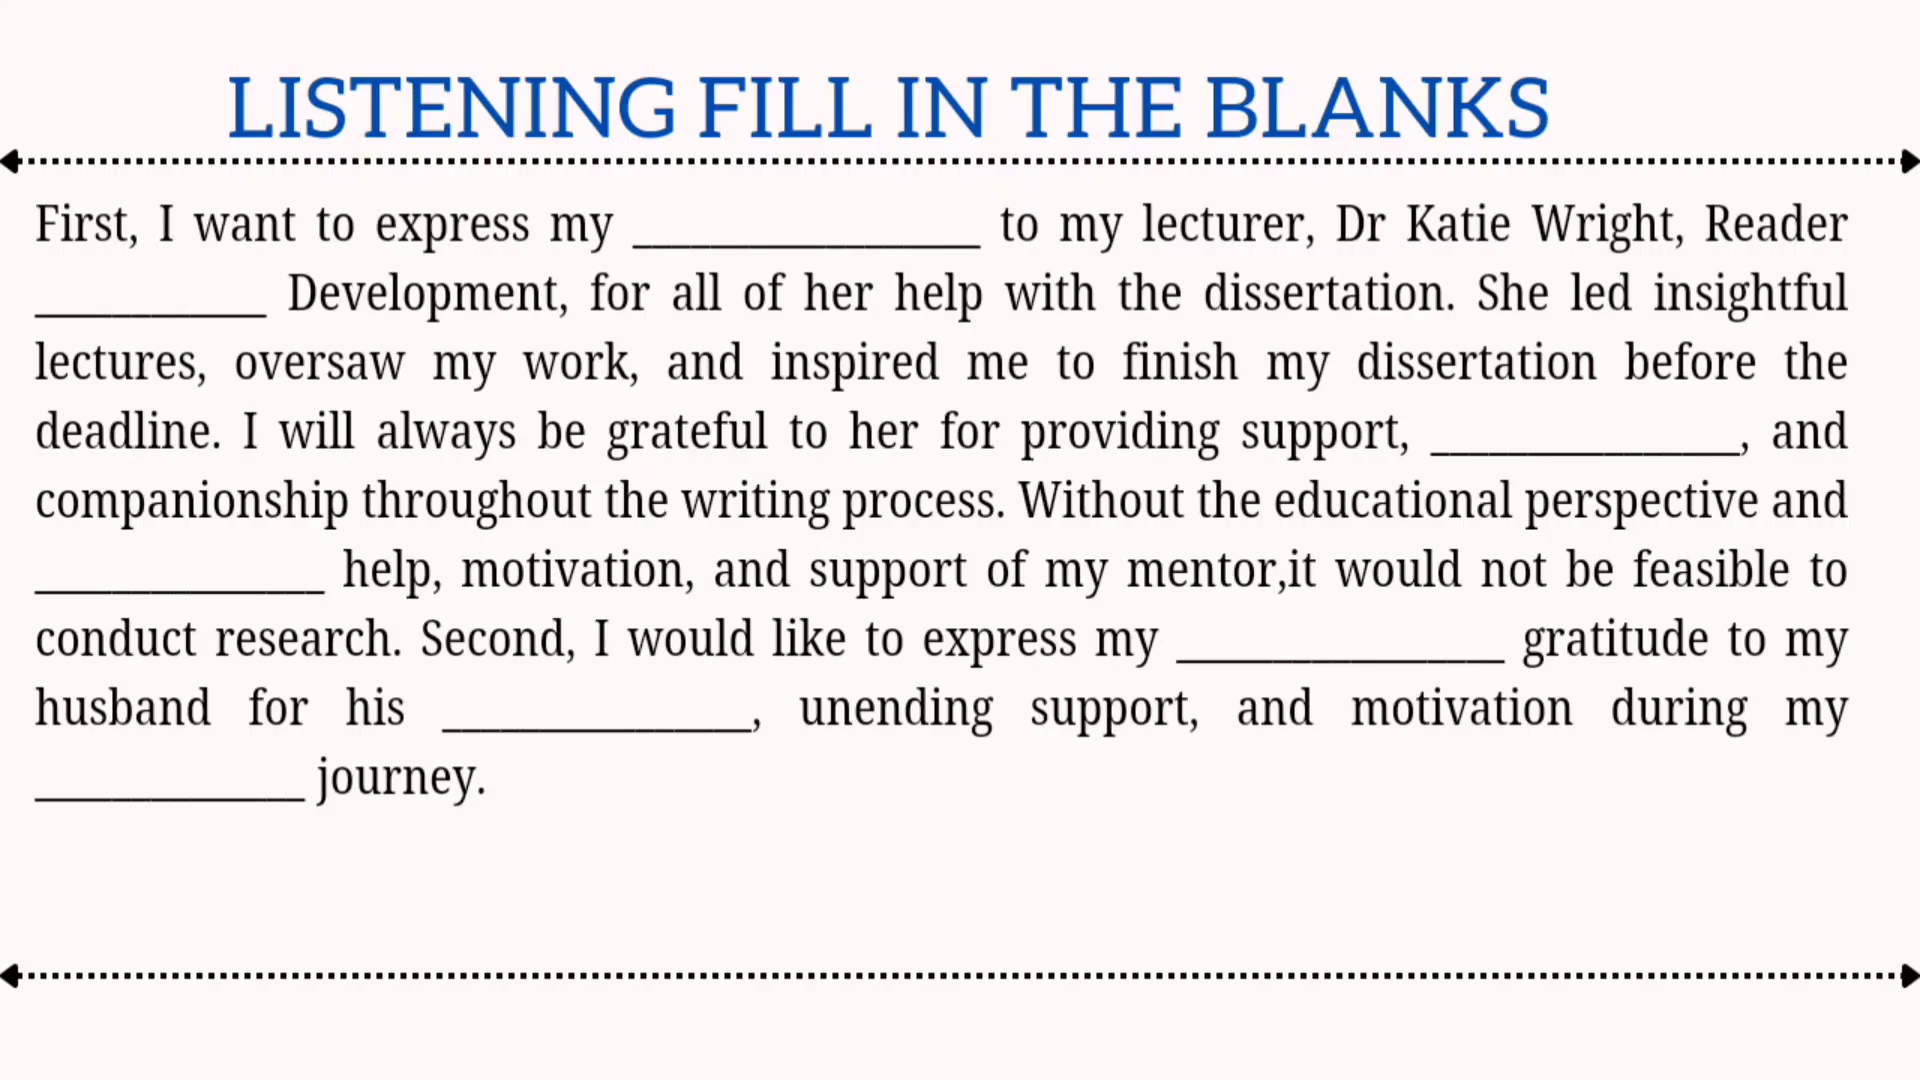 LISTENING FILL IN THE BLANKS
First, I want to express my __________________ to my lecturer, Dr Katie Wright, Reader
____________ Development, for all of her help with the dissertation. She led insightful
lectures, oversaw my work, and inspired me to finish my dissertation before the
deadline. I will always be grateful to her for providing support, ________________, and
companionship throughout the writing process. Without the educational perspective and
_______________ help, motivation, and support of my mentor,it would not be feasible to
conduct research. Second, I would like to express my _________________ gratitude to my
husband for his ________________, unending support, and motivation during my
______________ journey.